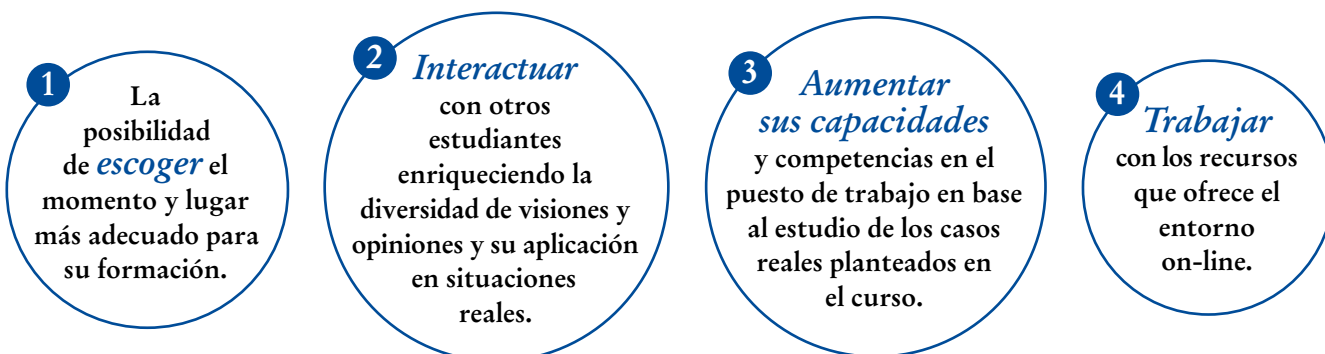 1
La
posibilidad
de escoger el
momento y lugar
más adecuado para
su formación.
2
Interactuar
con otros
estudiantes
enriqueciendo la
diversidad de visiones y
opiniones y su aplicación
en situaciones
reales.
3
Aumentar
sus capacidades
y competencias en el
puesto de trabajo en base
al estudio de los casos
reales planteados en
el curso.
4
Trabajar
con los recursos
que ofrece el
entorno
on-line.